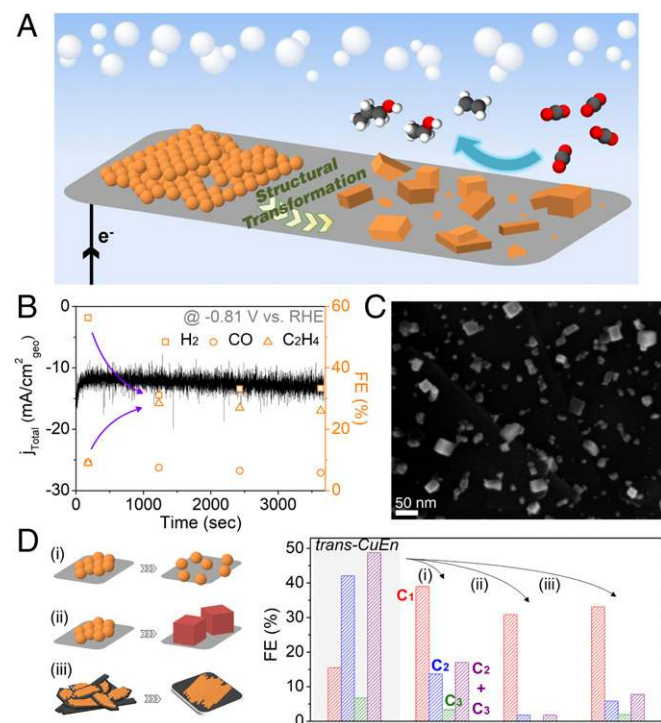 A
Structural
Transformation
e-
B
@ -0.81 V vs. RHE
H2 CO C2H4
0
-10
-20
-30
jTotal (mA/cm2geo)
60
40
20
0
FE (%)
0 1000 2000 3000
Time (sec)
C
50 nm
D
(i)
(ii)
(iii)
trans-CuEn
(i)
(ii)
(iii)
C1
C2
C3
C2
+
C3
50
40
30
20
10
0
FE (%)